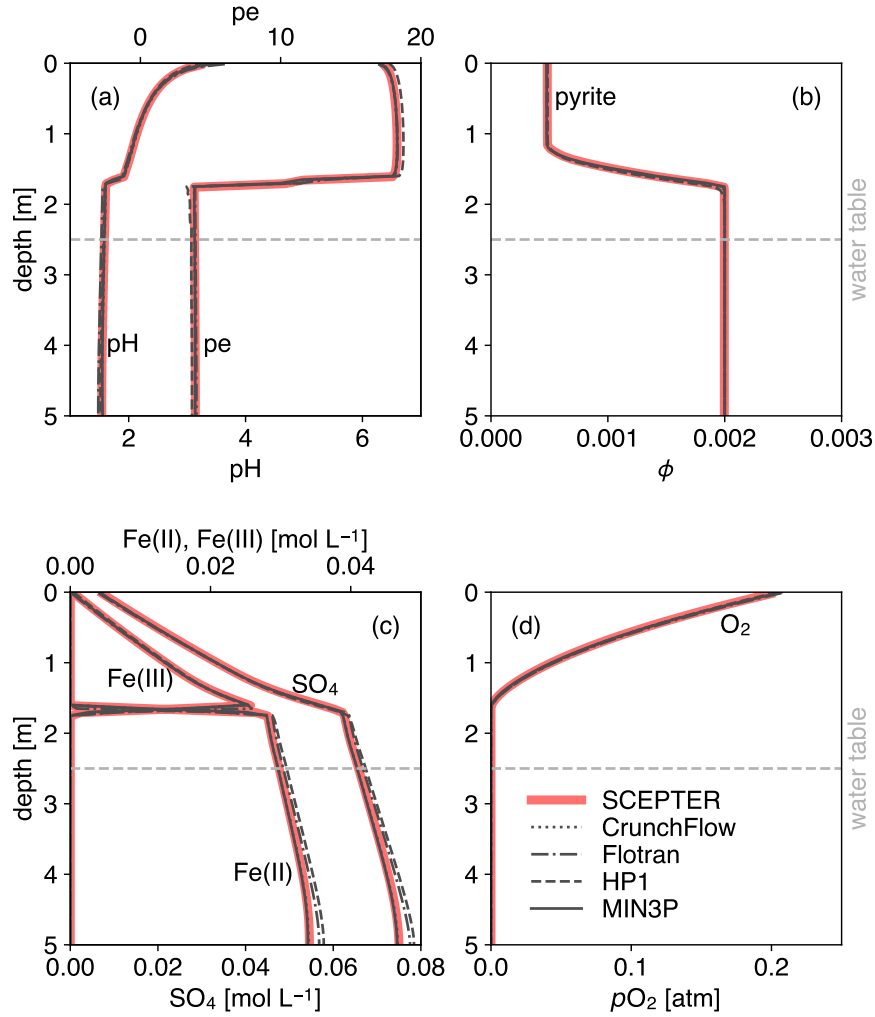 pe
0
10
20
0
1
2
3
4
5
depth [m]
(a)
pH
pe
2
4
6
pH
0
1
2
3
4
5
(b)
pyrite
water table
0.000
0.001
0.002
0.003
ϕ
Fe(II), Fe(III) [mol L⁻¹]
0.00
0.02
0.04
0
1
2
3
4
5
depth [m]
(c)
Fe(III)
SO₄
Fe(II)
0.00
0.02
0.04
0.06
0.08
SO₄ [mol L⁻¹]
0
1
2
3
4
5
(d)
O₂
water table
SCEPTER
CrunchFlow
Flotran
HP1
MIN3P
0.0
0.1
0.2
pO₂ [atm]